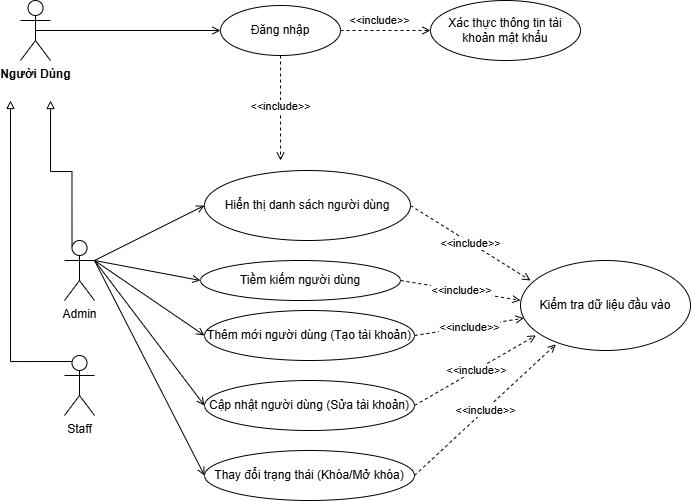 Đăng nhập
<<include>>
Xác thực thông tin tài
khoản mật khẩu
Người Dùng
<<include>>
Hiển thị danh sách người dùng
<<include>>
Tiềm kiếm người dùng
<<include>>
Kiểm tra dữ liệu đầu vào
Admin
Thêm mới người dùng (Tạo tài khoản)
<<include>>
<<include>>
Cập nhật người dùng (Sửa tài khoản)
<<include>>
Staff
Thay đổi trạng thái (Khóa/Mở khóa)